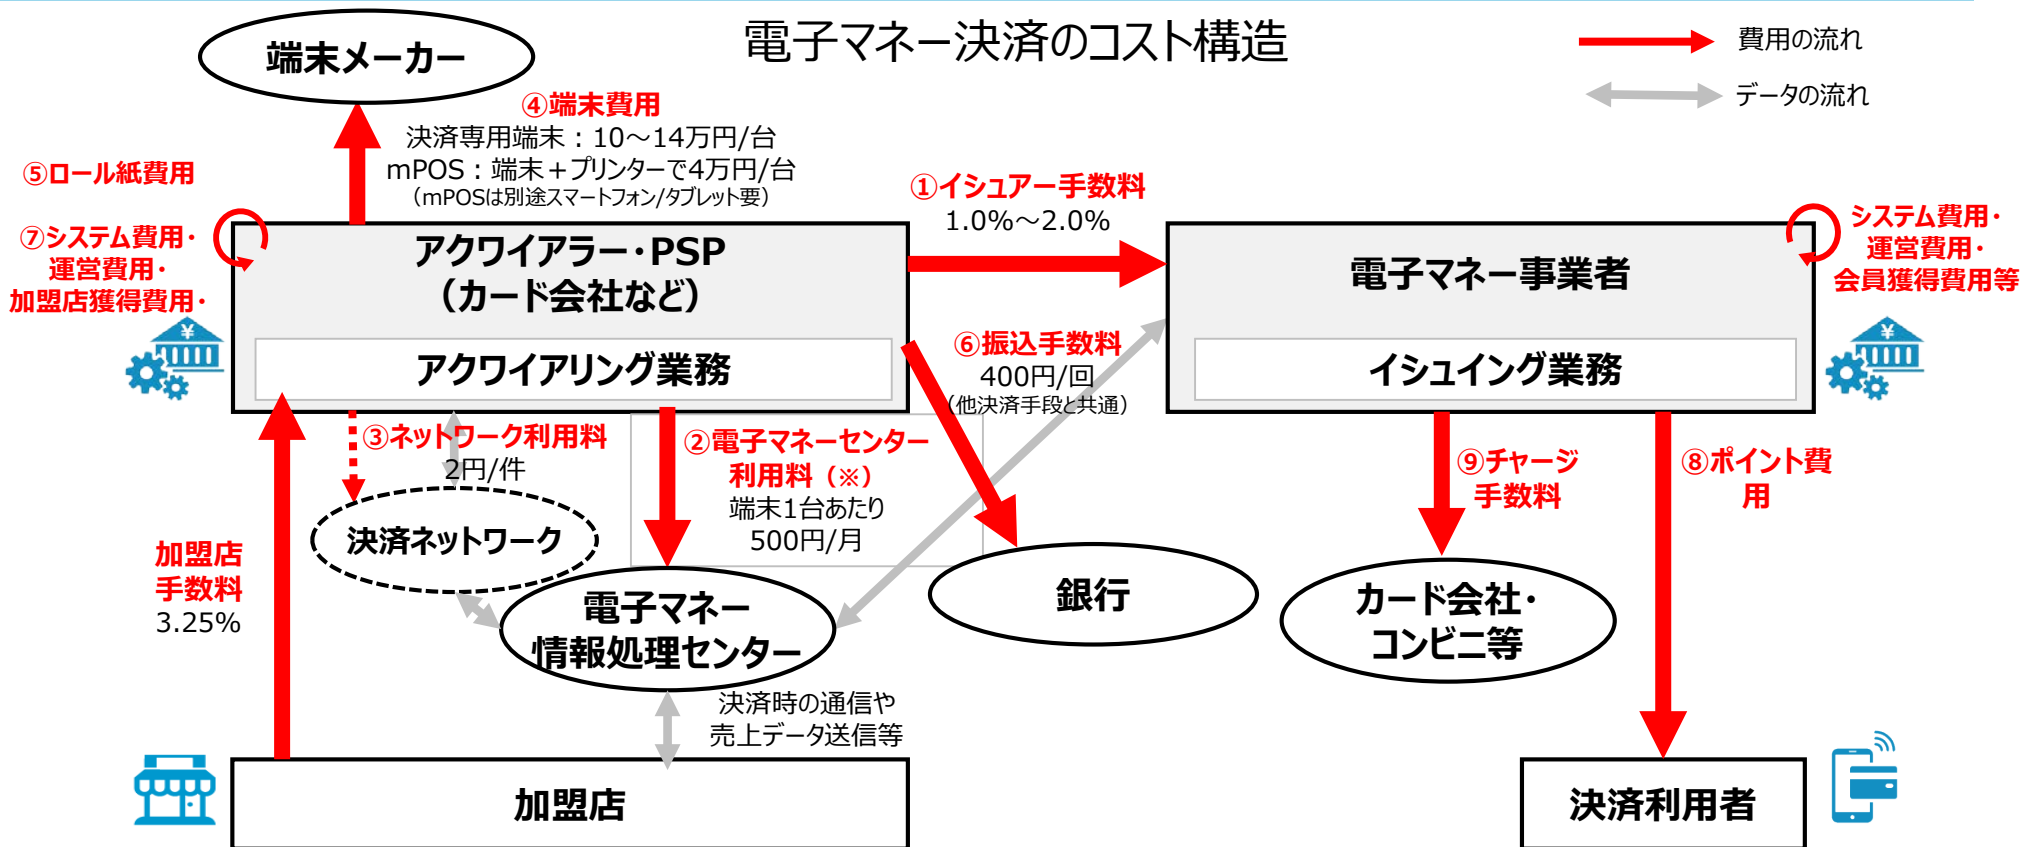 電子マネー決済のコスト構造
費用の流れ
データの流れ
端末メーカー
④端末費用
決済専用端末：10～14万円/台
mPOS：端末＋プリンターで4万円/台
（mPOSは別途スマートフォン/タブレット要）
⑤ロール紙費用
⑦システム費用・
運営費用・
加盟店獲得費用・
アクワイアラー・PSP
（カード会社など）
アクワイアリング業務
①イシュアー手数料
1.0%～2.0%
電子マネー事業者
イシュイング業務
システム費用・
運営費用・
会員獲得費用等
⑥振込手数料
400円/回
（他決済手段と共通）
③ネットワーク利用料
2円/件
②電子マネーセンター
利用料（※）
端末1台あたり
500円/月
⑨チャージ
手数料
⑧ポイント費
用
決済ネットワーク
加盟店
手数料
3.25%
電子マネー
情報処理センター
銀行
カード会社・
コンビニ等
決済時の通信や
売上データ送信等
加盟店
決済利用者